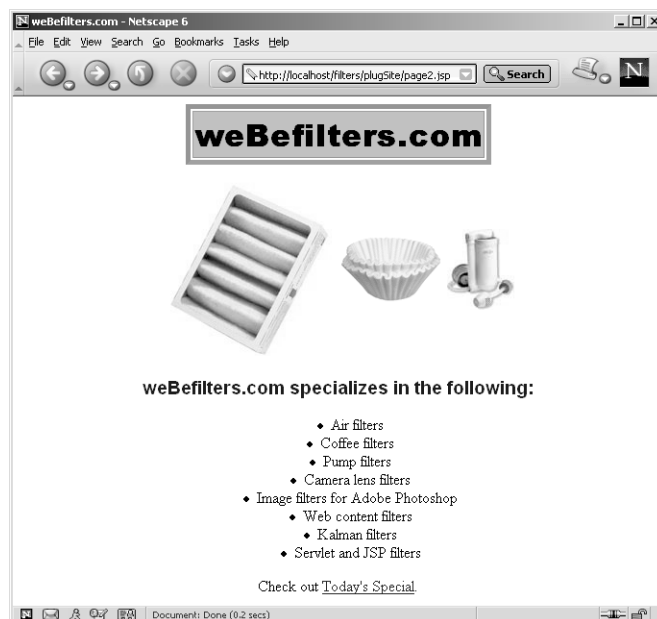 weBefilters.com - Netscape 6
File Edit View Search Go Bookmarks Tasks Help
http://localhost/filters/plugSite/page2.jsp Search N
weBefilters.com
weBefilters.com specializes in the following:
◆ Air filters
◆ Coffee filters
◆ Pump filters
◆ Camera lens filters
◆ Image filters for Adobe Photoshop
◆ Web content filters
◆ Kalman filters
◆ Servlet and JSP filters
Check out Today's Special.
Document: Done (0.2 secs)